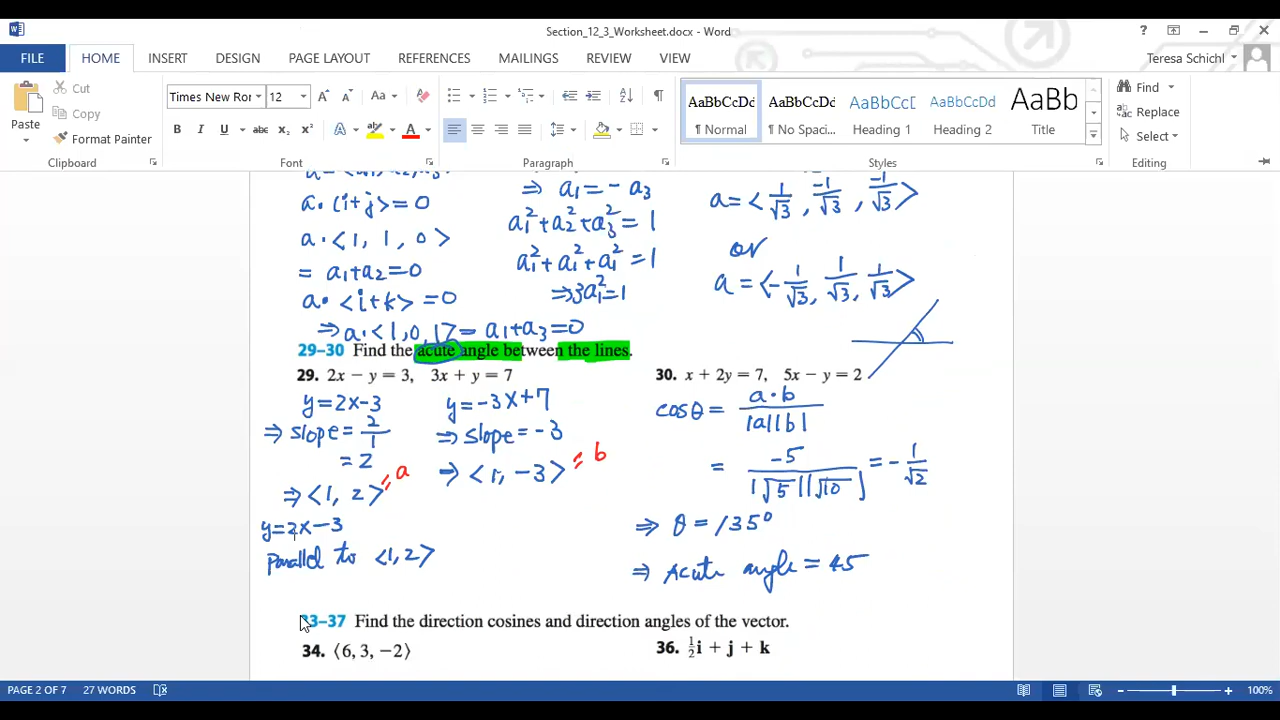 Section_12_3_Worksheet.docx - Word
FILE HOME INSERT DESIGN PAGE LAYOUT REFERENCES MAILINGS REVIEW VIEW Teresa Schichl
Paste Cut Copy Format Painter
Times New Ror 12 Aa
B I U abc x₂ x² A A
AaBbCcDd AaBbCcDd AaBbCc AaBbCcD AaBb
¶ Normal ¶ No Spaci... Heading 1 Heading 2 Title
Find Replace Select
Clipboard Font Paragraph Styles Editing
a·(i+j)=0
a·<1, 1, 0>
= a₁+a₂=0
a·<i+k>=0
⇒a·<1,0,1>= a₁+a₃=0
⇒ a₁=-a₃
a₁²+a₂²+a₃²=1
a₁²+a₁²+a₁²=1
⇒3a₁²=1
a=<1/√3, -1/√3, -1/√3>
or
a=<-1/√3, 1/√3, 1/√3>
29–30 Find the acute angle between the lines.
29. 2x − y = 3, 3x + y = 7
y=2x-3
⇒ slope = 2/1
= 2
⇒ <1, 2> = a
y=2x-3
parallel to <1,2>
y=-3x+7
⇒ slope = -3
⇒ <1, -3> = b
30. x + 2y = 7, 5x − y = 2
cosθ = a·b/|a||b|
= -5/|√5||√10| = -1/√2
⇒ θ = 135°
⇒ Acute angle = 45
33–37 Find the direction cosines and direction angles of the vector.
34. ⟨6, 3, −2⟩
36. ½i + j + k
PAGE 2 OF 7 27 WORDS 100%